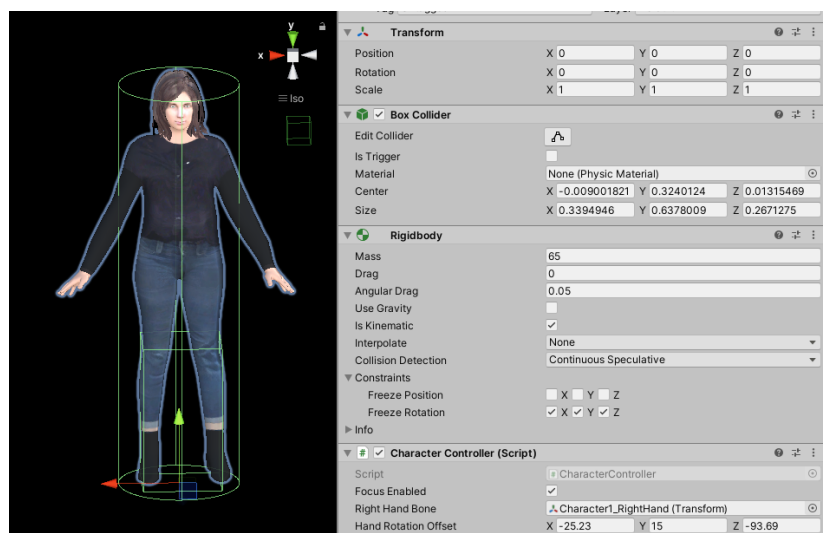 y
x
Iso
Transform
Position X 0 Y 0 Z 0
Rotation X 0 Y 0 Z 0
Scale X 1 Y 1 Z 1
Box Collider
Edit Collider
Is Trigger
Material None (Physic Material)
Center X -0.009001821 Y 0.3240124 Z 0.01315469
Size X 0.3394946 Y 0.6378009 Z 0.2671275
Rigidbody
Mass 65
Drag 0
Angular Drag 0.05
Use Gravity
Is Kinematic
Interpolate None
Collision Detection Continuous Speculative
Constraints
Freeze Position X Y Z
Freeze Rotation X Y Z
Info
# Character Controller (Script)
Script # CharacterController
Focus Enabled
Right Hand Bone Character1_RightHand (Transform)
Hand Rotation Offset X -25.23 Y 15 Z -93.69